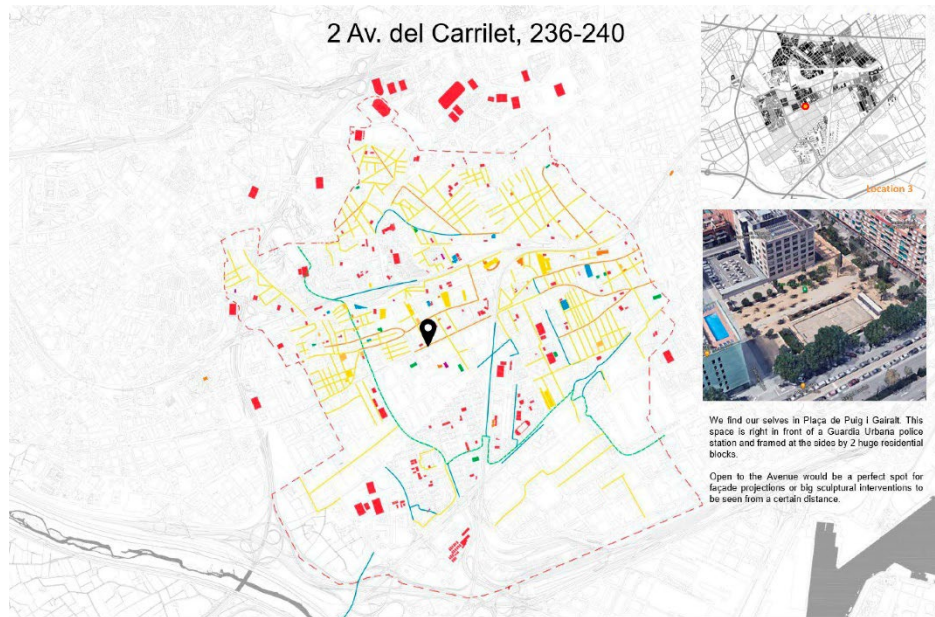 2 Av. del Carrilet, 236-240
Location 3
We find our selves in Plaça de Puig i Gairalt. This
space is right in front of a Guardia Urbana police
station and framed at the sides by 2 huge residential
blocks.
Open to the Avenue would be a perfect spot for
façade projections or big sculptural interventions to
be seen from a certain distance.